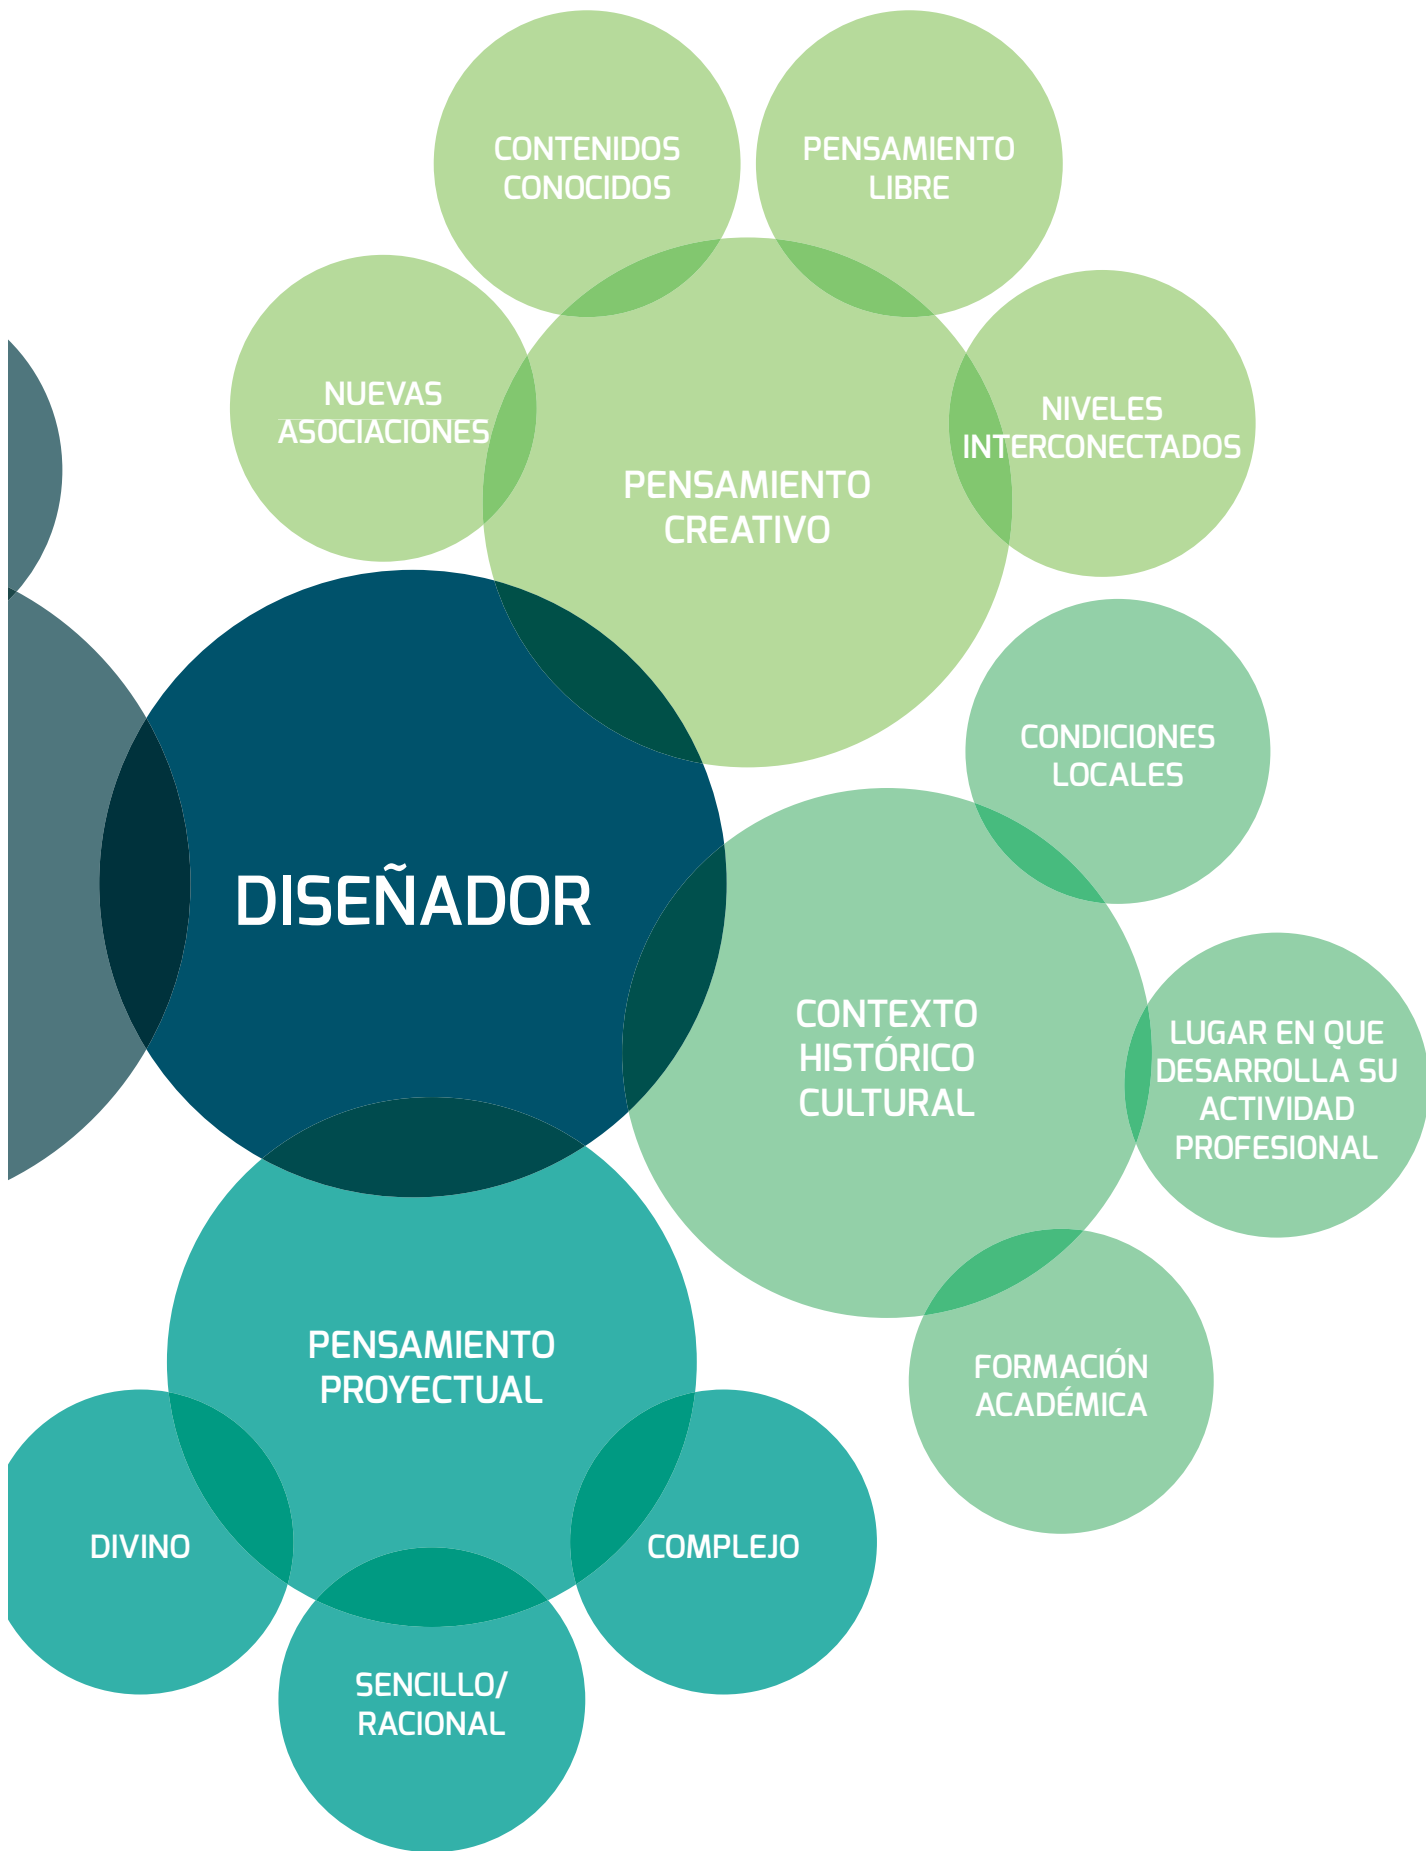 CONTENIDOS
CONOCIDOS
PENSAMIENTO
LIBRE
NUEVAS
ASOCIACIONES
NIVELES
INTERCONECTADOS
PENSAMIENTO
CREATIVO
CONDICIONES
LOCALES
DISEÑADOR
CONTEXTO
HISTÓRICO
CULTURAL
LUGAR EN QUE
DESARROLLA SU
ACTIVIDAD
PROFESIONAL
FORMACIÓN
ACADÉMICA
PENSAMIENTO
PROYECTUAL
DIVINO
COMPLEJO
SENCILLO/
RACIONAL